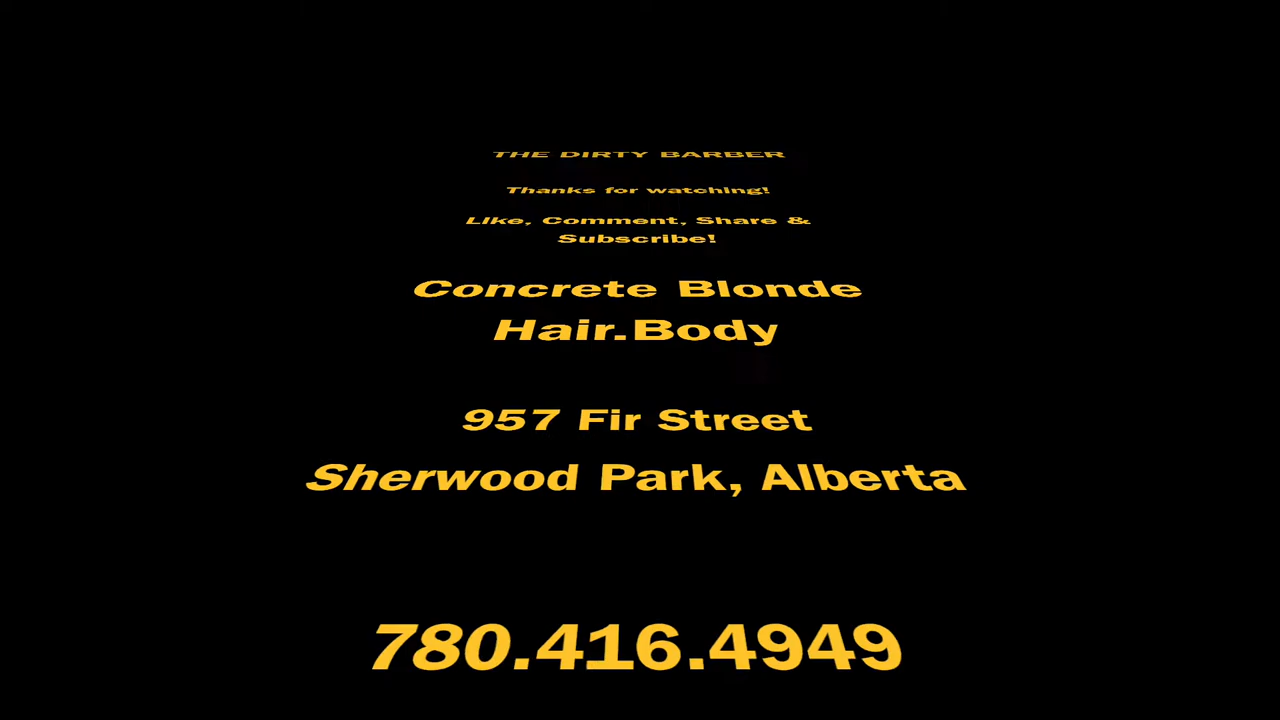 THE DIRTY BARBER
Thanks for watching!
Like, Comment, Share &
Subscribe!
Concrete Blonde
Hair.Body
957 Fir Street
Sherwood Park, Alberta
780.416.4949